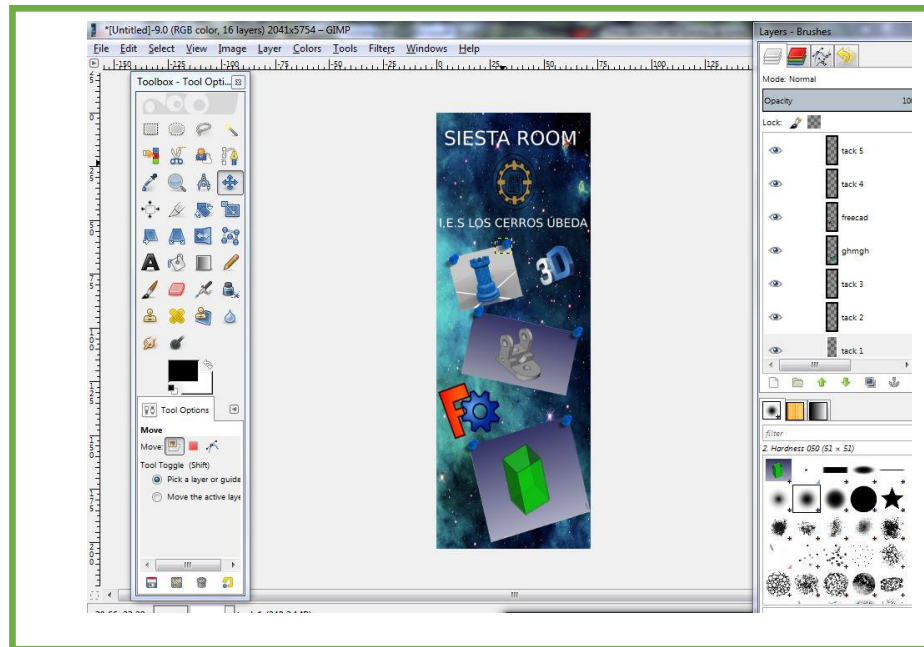 *[Untitled]-9.0 (RGB color, 16 layers) 2041x5754 – GIMP
File Edit Select View Image Layer Colors Tools Filters Windows Help
Toolbox - Tool Opti...
Tool Options
Move
Move:
Tool Toggle (Shift)
Pick a layer or guide
Move the active laye
SIESTA ROOM
I.E.S LOS CERROS ÚBEDA
3D
Layers - Brushes
Mode: Normal
Opacity 10
Lock:
tack 5
tack 4
freecad
ghmgh
tack 3
tack 2
tack 1
filter
2. Hardness 050 (51 × 51)